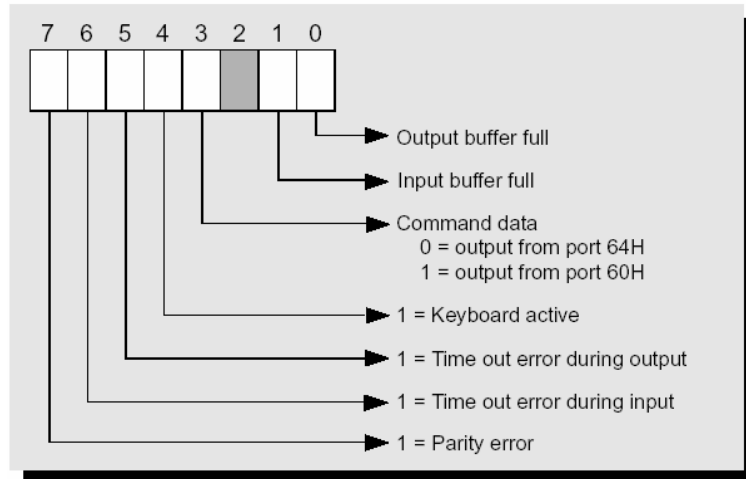 7 6 5 4 3 2 1 0
Output buffer full
Input buffer full
Command data
0 = output from port 64H
1 = output from port 60H
1 = Keyboard active
1 = Time out error during output
1 = Time out error during input
1 = Parity error